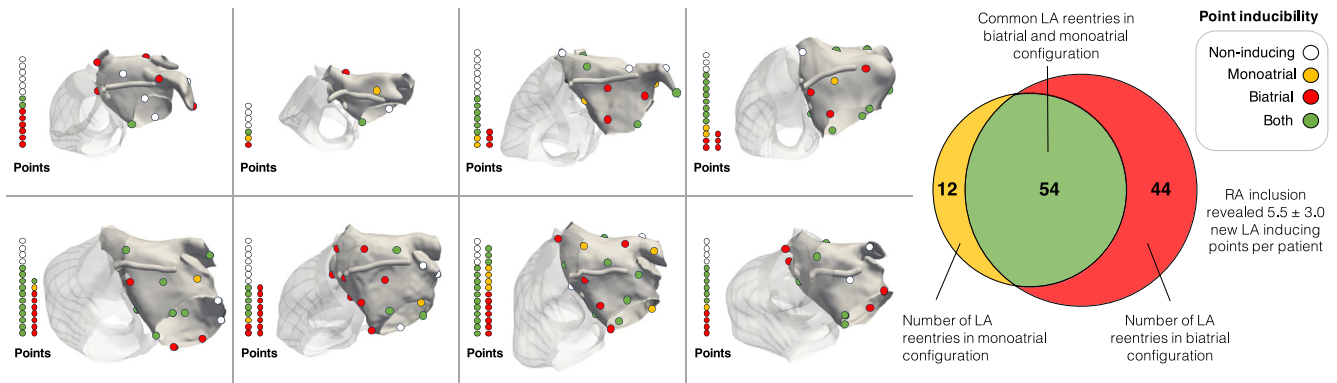 Points
Points
Points
Points
Points
Points
Points
Points
Common LA reentries in
biatrial and monoatrial
configuration
12
54
44
Number of LA
reentries in monoatrial
configuration
Number of LA
reentries in biatrial
configuration
Point inducibility
Non-inducing
Monoatrial
Biatrial
Both
RA inclusion
revealed 5.5 ± 3.0
new LA inducing
points per patient